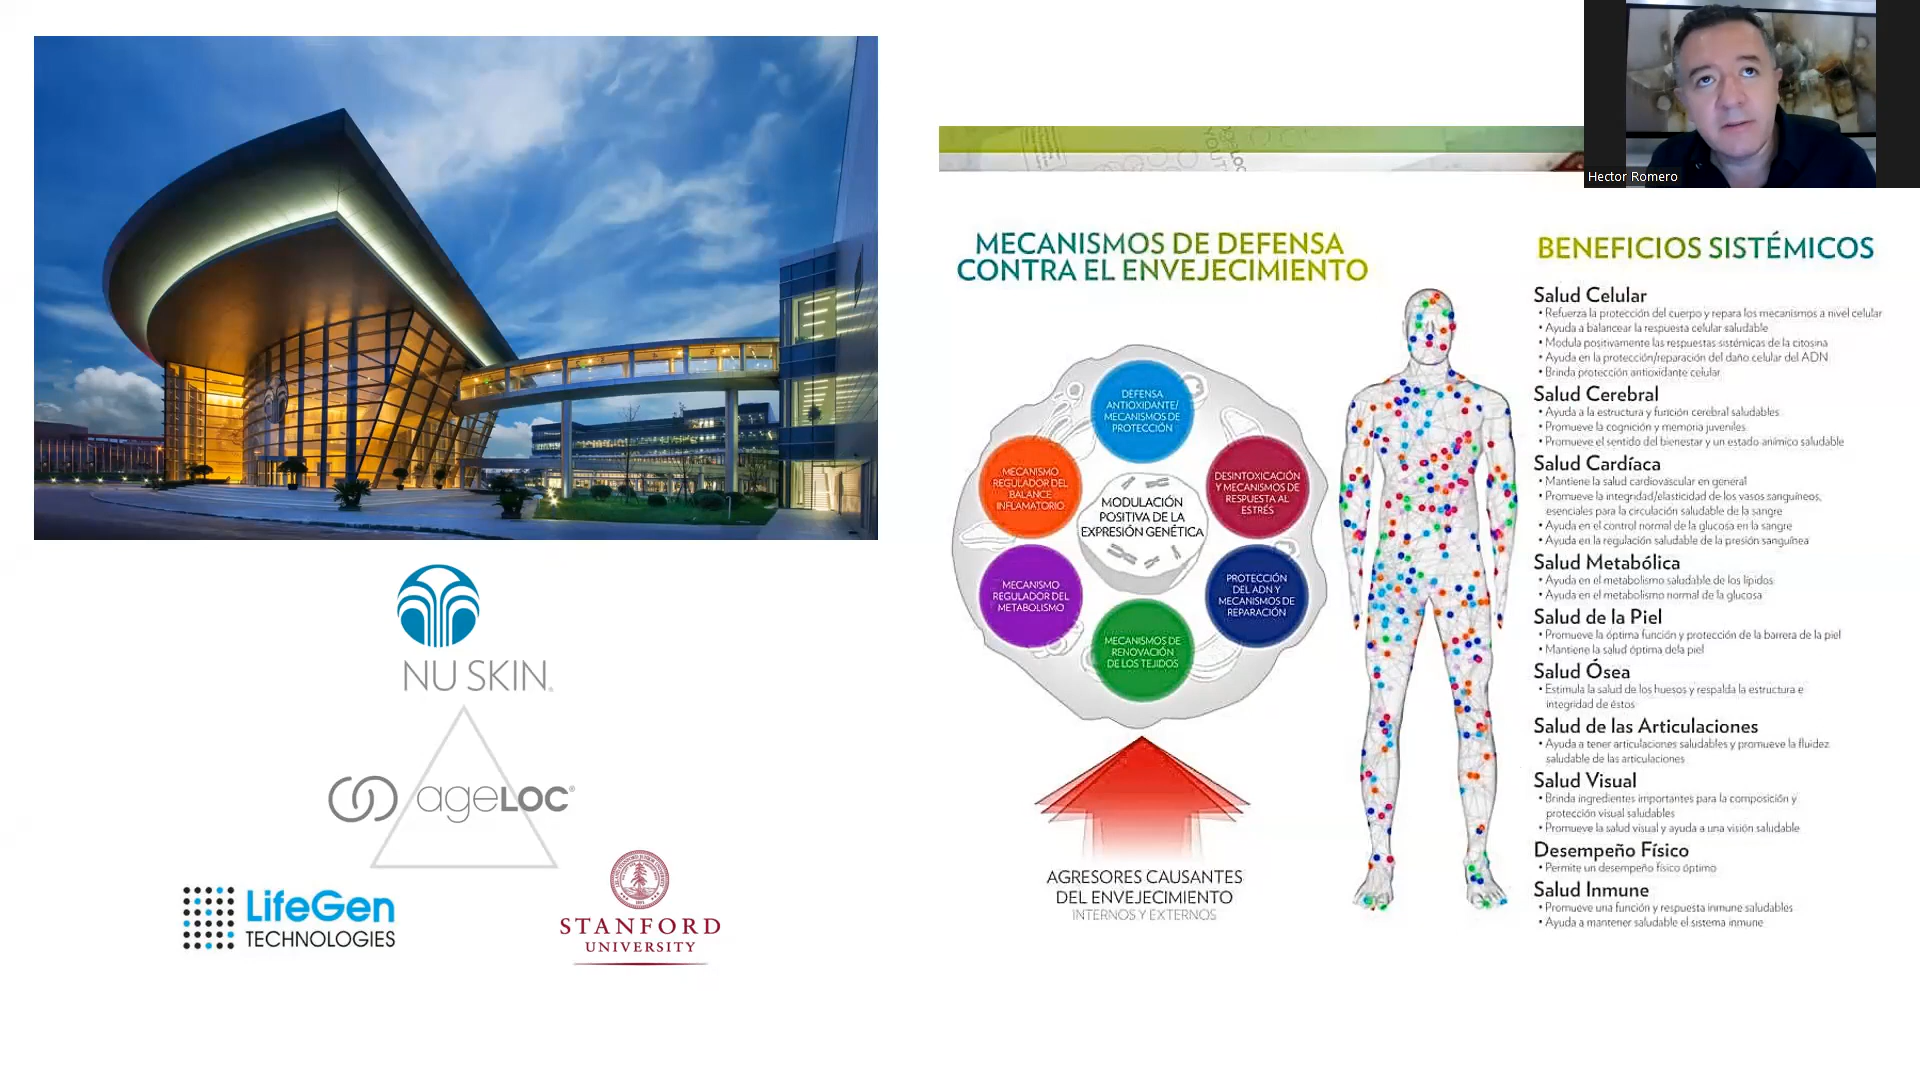 Hector Romero
NU SKIN®
ageLOC®
LifeGen
TECHNOLOGIES
STANFORD
UNIVERSITY
MECANISMOS DE DEFENSA
CONTRA EL ENVEJECIMIENTO
DEFENSA
ANTIOXIDANTE/
MECANISMOS DE
PROTECCIÓN
MECANISMO
REGULADOR DEL
BALANCE
INFLAMATORIO
DESINTOXICACIÓN
Y MECANISMOS DE
RESPUESTA AL
ESTRÉS
MODULACIÓN
POSITIVA DE LA
EXPRESIÓN GENÉTICA
MECANISMO
REGULADOR DEL
METABOLISMO
PROTECCIÓN
DEL ADN Y
MECANISMOS DE
REPARACIÓN
MECANISMOS DE
RENOVACIÓN
DE LOS TEJIDOS
AGRESORES CAUSANTES
DEL ENVEJECIMIENTO
INTERNOS Y EXTERNOS
BENEFICIOS SISTÉMICOS
Salud Celular
• Refuerza la protección del cuerpo y repara los mecanismos a nivel celular
• Ayuda a balancear la respuesta celular saludable
• Modula positivamente las respuestas sistémicas de la citosina
• Ayuda en la protección/reparación del daño celular del ADN
• Brinda protección antioxidante celular
Salud Cerebral
• Ayuda a la estructura y función cerebral saludables
• Promueve la cognición y memoria juveniles
• Promueve el sentido del bienestar y un estado anímico saludable
Salud Cardíaca
• Mantiene la salud cardiovascular en general
• Promueve la integridad/elasticidad de los vasos sanguíneos,
esenciales para la circulación saludable de la sangre
• Ayuda en el control normal de la glucosa en la sangre
• Ayuda en la regulación saludable de la presión sanguínea
Salud Metabólica
• Ayuda en el metabolismo saludable de los lípidos
• Ayuda en el metabolismo normal de la glucosa
Salud de la Piel
• Promueve la óptima función y protección de la barrera de la piel
• Mantiene la salud óptima dela piel
Salud Ósea
• Estimula la salud de los huesos y respalda la estructura e
integridad de éstos
Salud de las Articulaciones
• Ayuda a tener articulaciones saludables y promueve la fluidez
saludable de las articulaciones
Salud Visual
• Brinda ingredientes importantes para la composición y
protección visual saludables
• Promueve la salud visual y ayuda a una visión saludable
Desempeño Físico
• Permite un desempeño físico óptimo
Salud Inmune
• Promueve una función y respuesta inmune saludables
• Ayuda a mantener saludable el sistema inmune